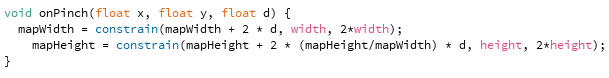 void onPinch(float x, float y, float d) {
  mapWidth = constrain(mapWidth + 2 * d, width, 2*width);
    mapHeight = constrain(mapHeight + 2 * (mapHeight/mapWidth) * d, height, 2*height);
}